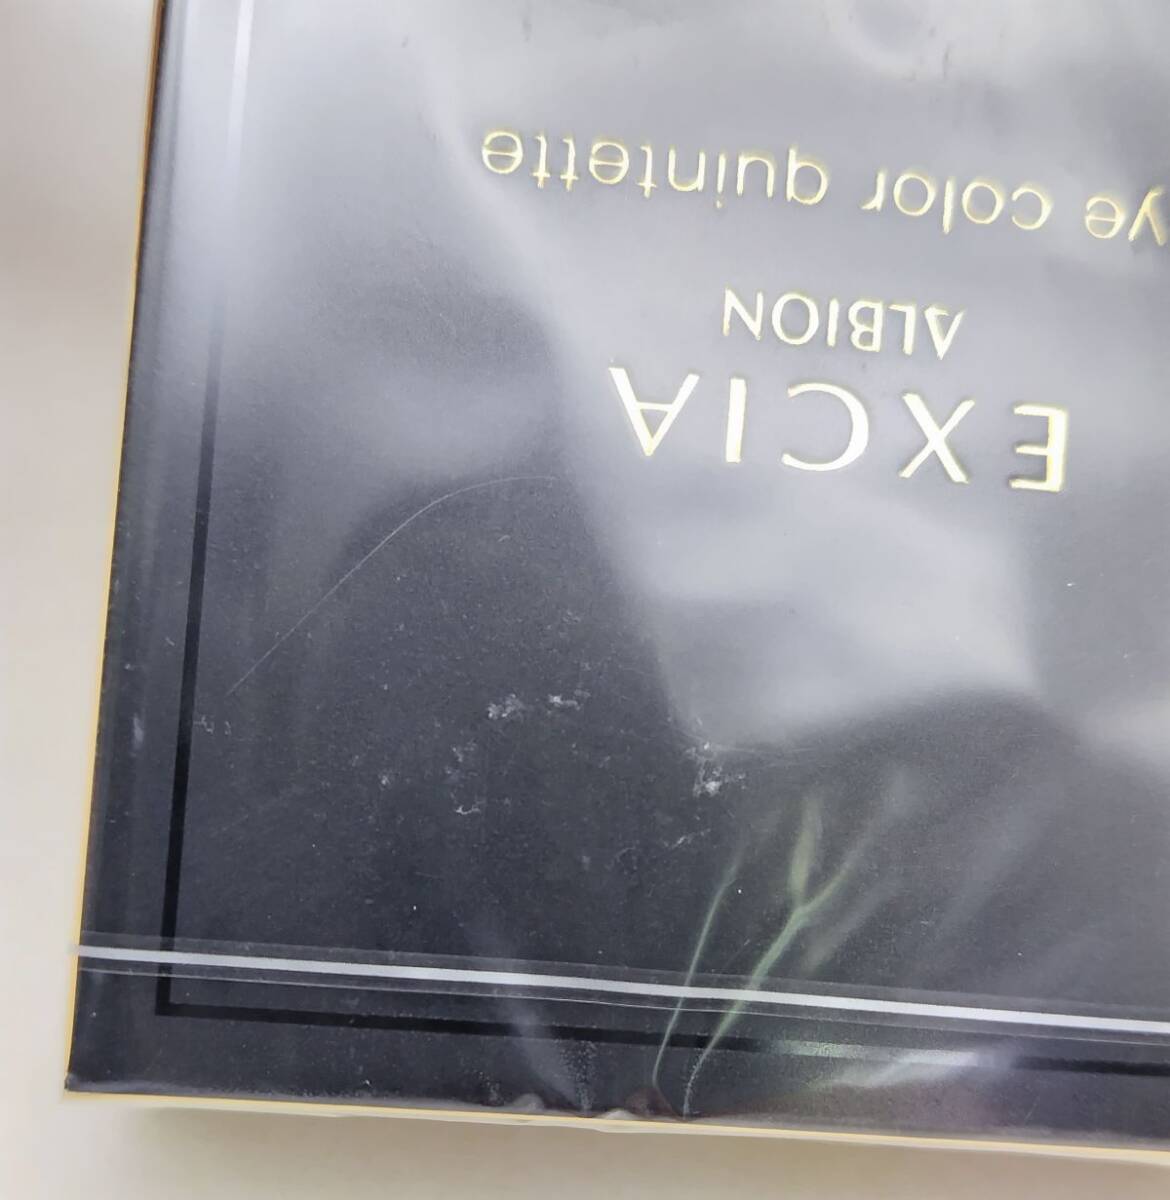 EXCIA
ALBION
ye color quintette